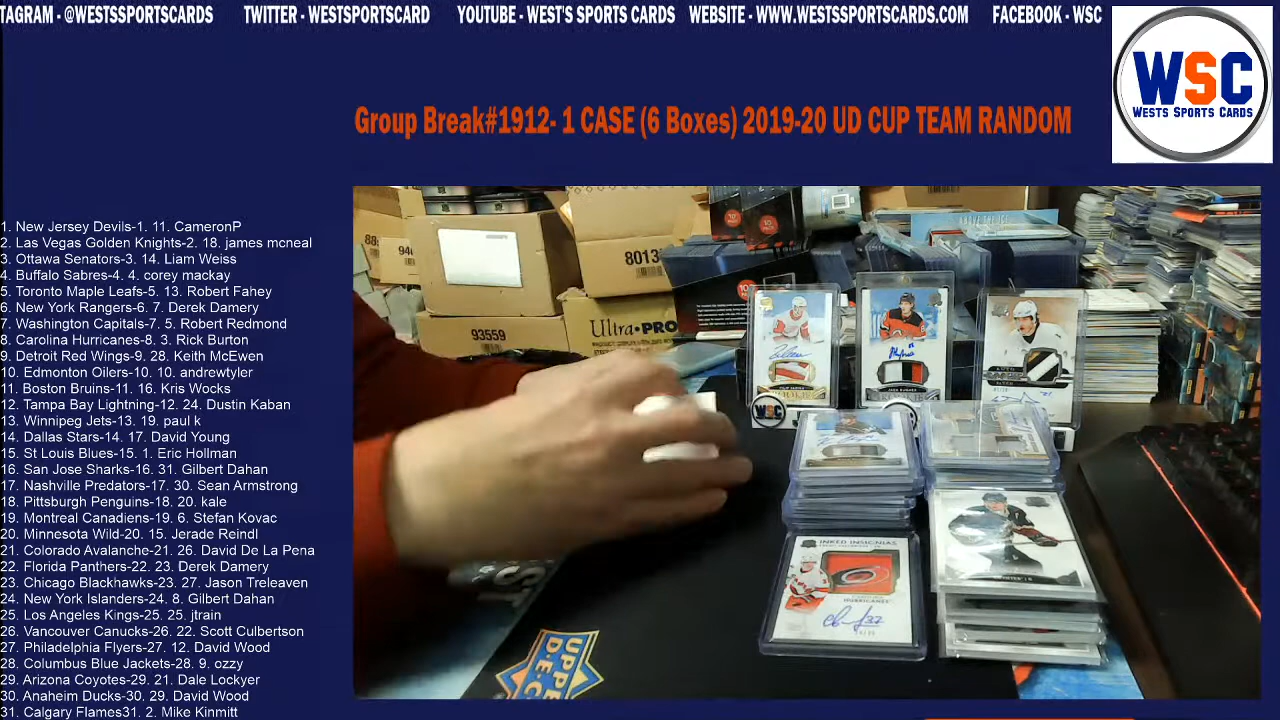 TAGRAM - @WESTSSPORTSCARDS TWITTER - WESTSPORTSCARD YOUTUBE - WEST'S SPORTS CARDS WEBSITE - WWW.WESTSSPORTSCARDS.COM FACEBOOK - WSC
WSC
WESTS SPORTS CARDS
Group Break#1912- 1 CASE (6 Boxes) 2019-20 UD CUP TEAM RANDOM
1. New Jersey Devils-1. 11. CameronP
2. Las Vegas Golden Knights-2. 18. james mcneal
3. Ottawa Senators-3. 14. Liam Weiss
4. Buffalo Sabres-4. 4. corey mackay
5. Toronto Maple Leafs-5. 13. Robert Fahey
6. New York Rangers-6. 7. Derek Damery
7. Washington Capitals-7. 5. Robert Redmond
8. Carolina Hurricanes-8. 3. Rick Burton
9. Detroit Red Wings-9. 28. Keith McEwen
10. Edmonton Oilers-10. 10. andrewtyler
11. Boston Bruins-11. 16. Kris Wocks
12. Tampa Bay Lightning-12. 24. Dustin Kaban
13. Winnipeg Jets-13. 19. paul k
14. Dallas Stars-14. 17. David Young
15. St Louis Blues-15. 1. Eric Hollman
16. San Jose Sharks-16. 31. Gilbert Dahan
17. Nashville Predators-17. 30. Sean Armstrong
18. Pittsburgh Penguins-18. 20. kale
19. Montreal Canadiens-19. 6. Stefan Kovac
20. Minnesota Wild-20. 15. Jerade Reindl
21. Colorado Avalanche-21. 26. David De La Pena
22. Florida Panthers-22. 23. Derek Damery
23. Chicago Blackhawks-23. 27. Jason Treleaven
24. New York Islanders-24. 8. Gilbert Dahan
25. Los Angeles Kings-25. 25. jtrain
26. Vancouver Canucks-26. 22. Scott Culbertson
27. Philadelphia Flyers-27. 12. David Wood
28. Columbus Blue Jackets-28. 9. ozzy
29. Arizona Coyotes-29. 21. Dale Lockyer
30. Anaheim Ducks-30. 29. David Wood
31. Calgary Flames31. 2. Mike Kinmitt
8013
93559
Ultra•PRO
WSC
INKED INSIGNIAS
HURRICANES
UPPE
D.EC